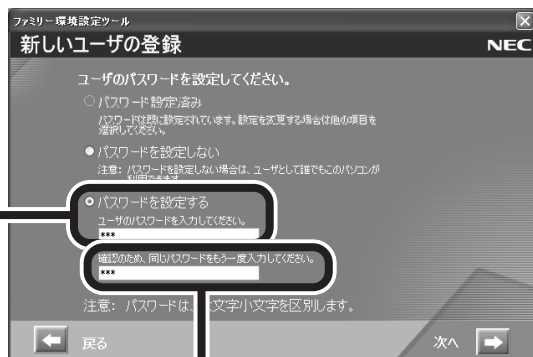 ファミリー環境設定ツール
新しいユーザの登録
NEC
ユーザのパスワードを設定してください。
パスワード設定済み
パスワードは既に設定されています。設定を変更する場合は他の項目を
選択してください。
パスワードを設定しない
注意: パスワードを設定しない場合は、ユーザとして誰でもこのパソコンが
利用できます。
パスワードを設定する
ユーザのパスワードを入力してください。
***
確認のため、同じパスワードをもう一度入力してください。
***
注意: パスワードは、文字小文字を区別します。
戻る
次へ